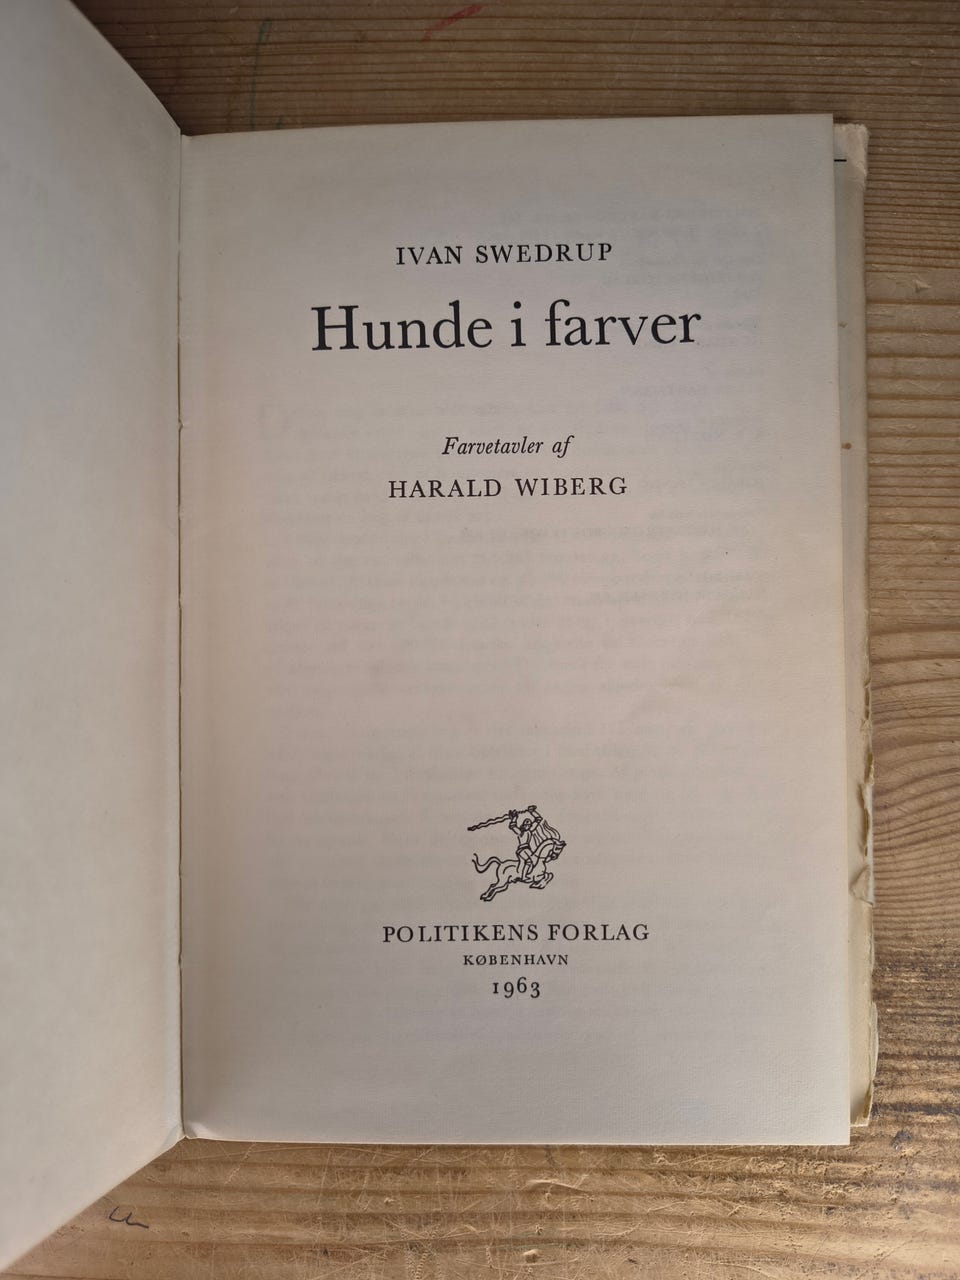 IVAN SWEDRUP
Hunde i farver
Farvetavler af
HARALD WIBERG
POLITIKENS FORLAG
KØBENHAVN
1963